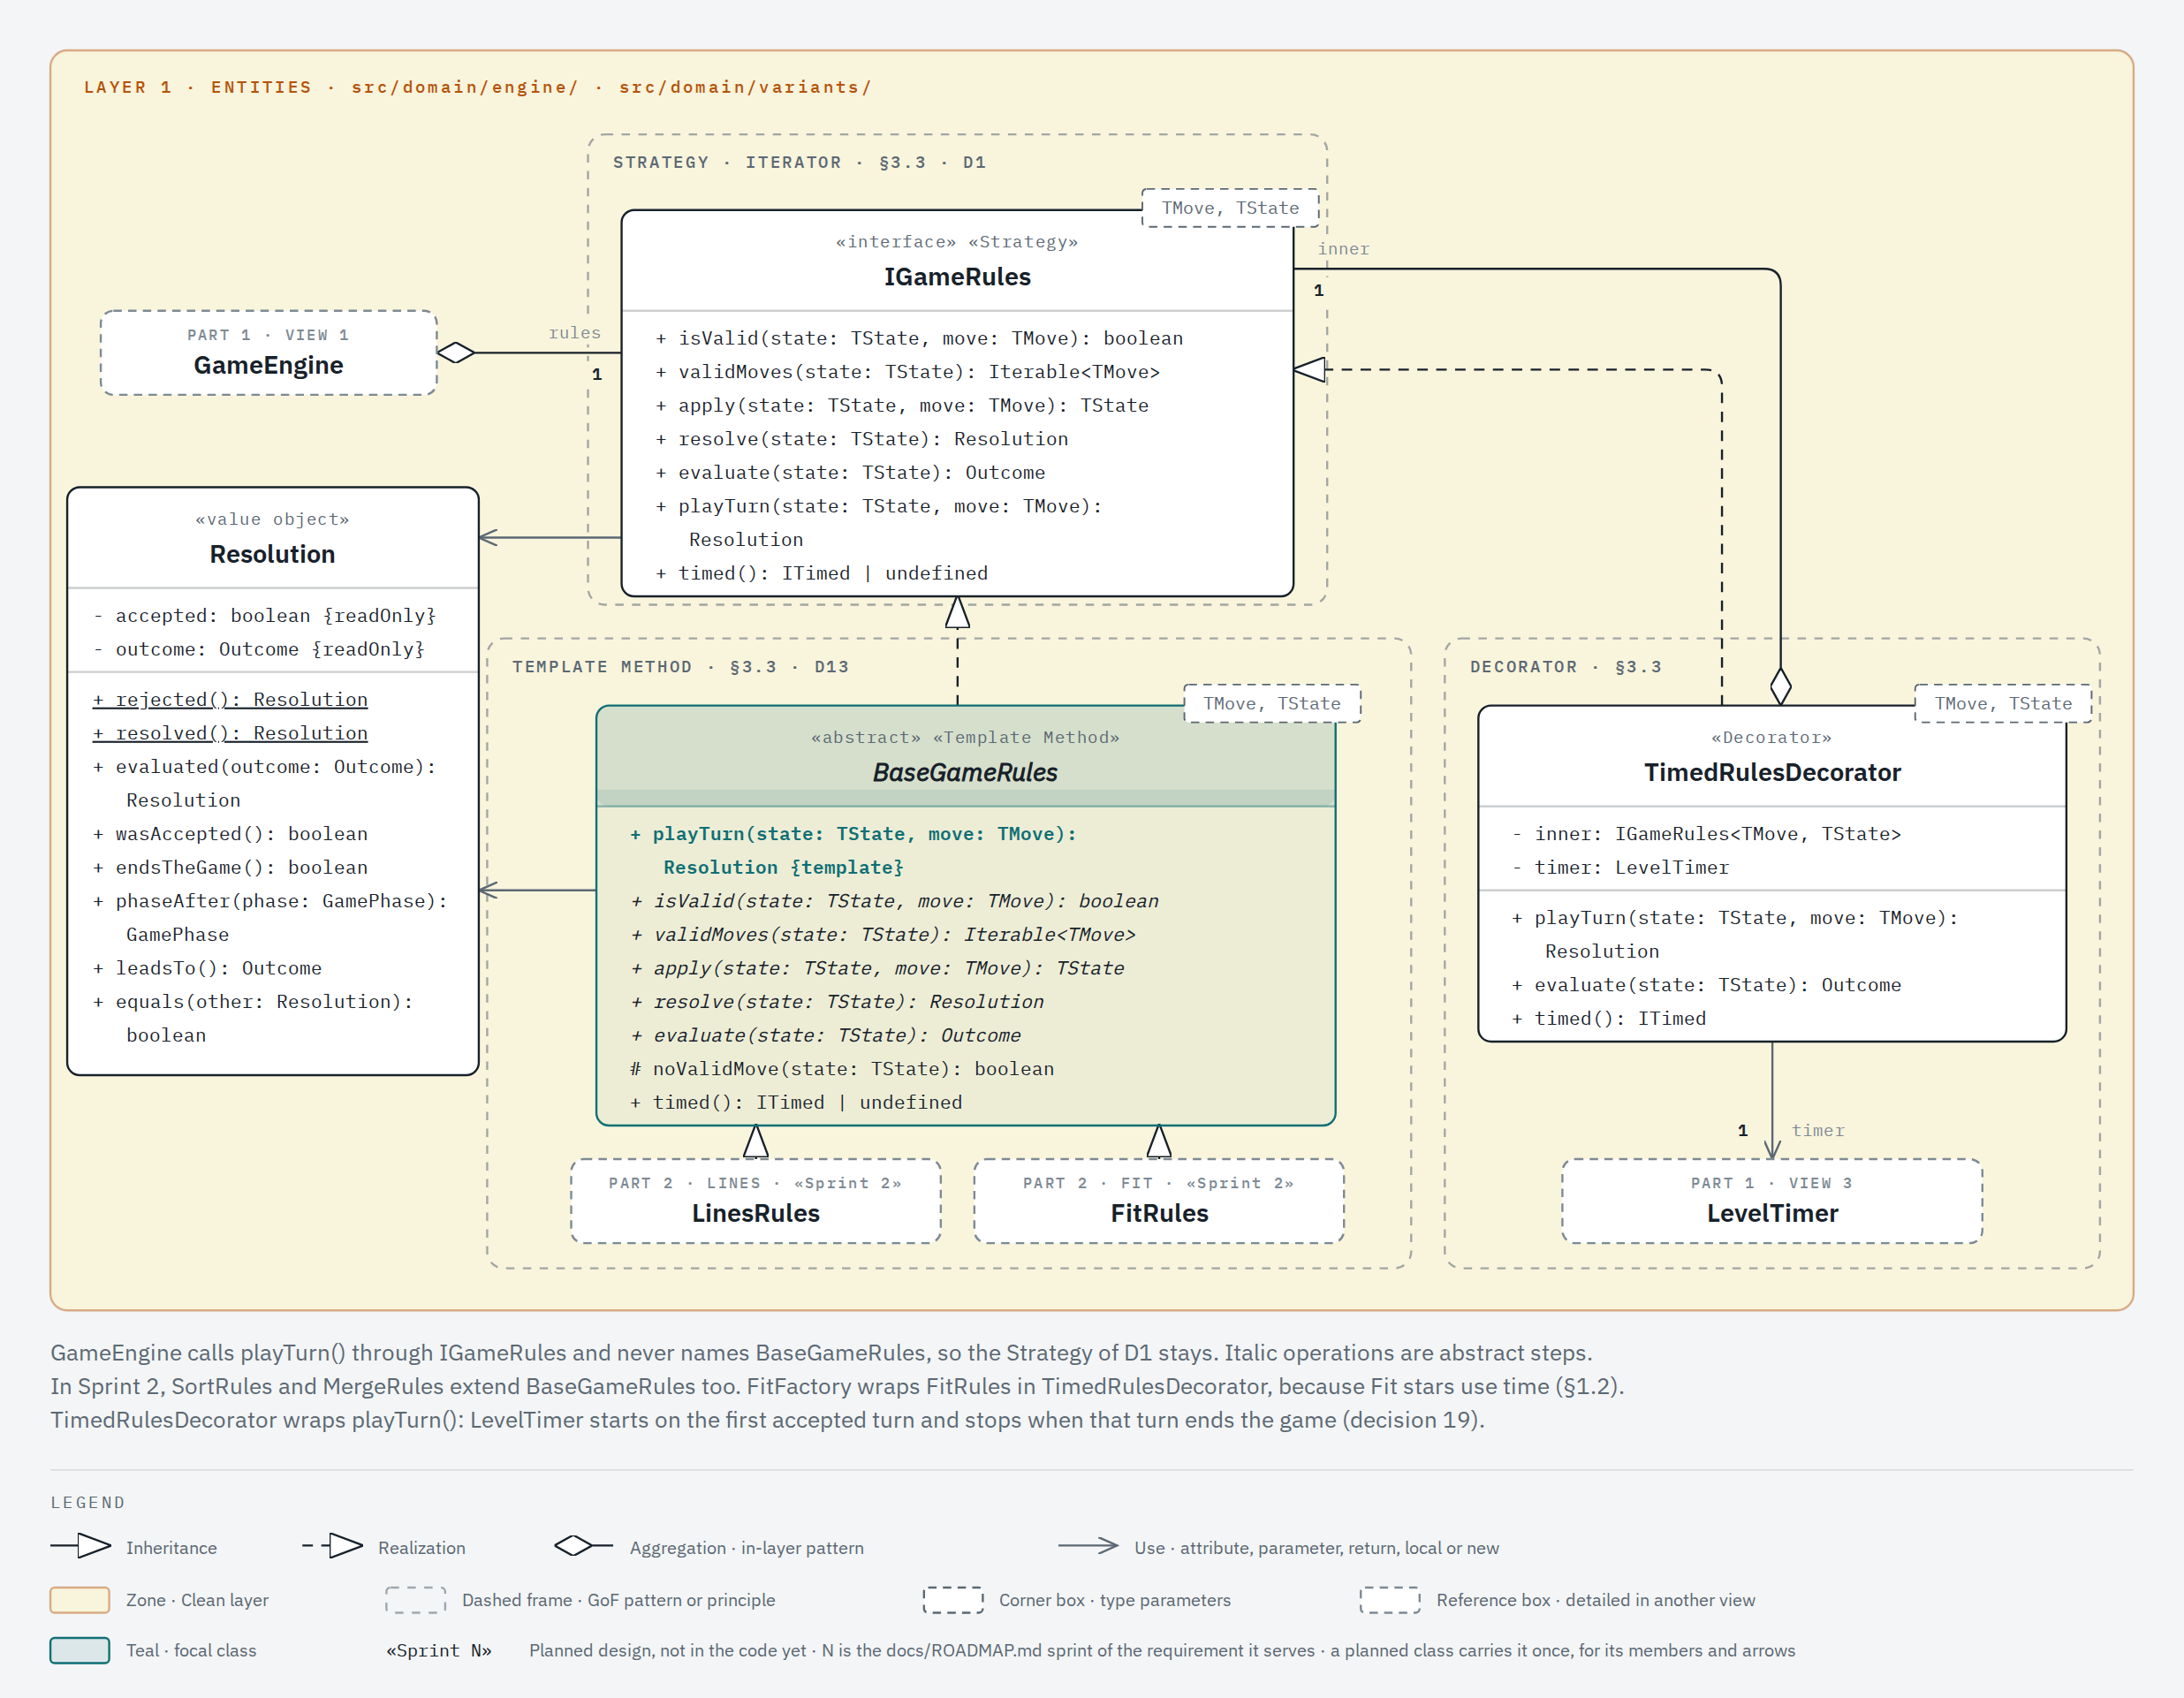 LAYER 1 · ENTITIES · src/domain/engine/ · src/domain/variants/
STRATEGY · ITERATOR · §3.3 · D1
TMove, TState
«interface» «Strategy»
IGameRules
+ isValid(state: TState, move: TMove): boolean
+ validMoves(state: TState): Iterable<TMove>
+ apply(state: TState, move: TMove): TState
+ resolve(state: TState): Resolution
+ evaluate(state: TState): Outcome
+ playTurn(state: TState, move: TMove):
Resolution
+ timed(): ITimed | undefined
inner
1
PART 1 · VIEW 1
GameEngine
rules
1
«value object»
Resolution
- accepted: boolean {readOnly}
- outcome: Outcome {readOnly}
+ rejected(): Resolution
+ resolved(): Resolution
+ evaluated(outcome: Outcome):
Resolution
+ wasAccepted(): boolean
+ endsTheGame(): boolean
+ phaseAfter(phase: GamePhase):
GamePhase
+ leadsTo(): Outcome
+ equals(other: Resolution):
boolean
TEMPLATE METHOD · §3.3 · D13
TMove, TState
«abstract» «Template Method»
BaseGameRules
+ playTurn(state: TState, move: TMove):
Resolution {template}
+ isValid(state: TState, move: TMove): boolean
+ validMoves(state: TState): Iterable<TMove>
+ apply(state: TState, move: TMove): TState
+ resolve(state: TState): Resolution
+ evaluate(state: TState): Outcome
# noValidMove(state: TState): boolean
+ timed(): ITimed | undefined
PART 2 · LINES · «Sprint 2»
LinesRules
PART 2 · FIT · «Sprint 2»
FitRules
DECORATOR · §3.3
TMove, TState
«Decorator»
TimedRulesDecorator
- inner: IGameRules<TMove, TState>
- timer: LevelTimer
+ playTurn(state: TState, move: TMove):
Resolution
+ evaluate(state: TState): Outcome
+ timed(): ITimed
1 timer
PART 1 · VIEW 3
LevelTimer
GameEngine calls playTurn() through IGameRules and never names BaseGameRules, so the Strategy of D1 stays. Italic operations are abstract steps.
In Sprint 2, SortRules and MergeRules extend BaseGameRules too. FitFactory wraps FitRules in TimedRulesDecorator, because Fit stars use time (§1.2).
TimedRulesDecorator wraps playTurn(): LevelTimer starts on the first accepted turn and stops when that turn ends the game (decision 19).
LEGEND
Inheritance
Realization
Aggregation · in-layer pattern
Use · attribute, parameter, return, local or new
Zone · Clean layer
Dashed frame · GoF pattern or principle
Corner box · type parameters
Reference box · detailed in another view
Teal · focal class
«Sprint N» Planned design, not in the code yet · N is the docs/ROADMAP.md sprint of the requirement it serves · a planned class carries it once, for its members and arrows